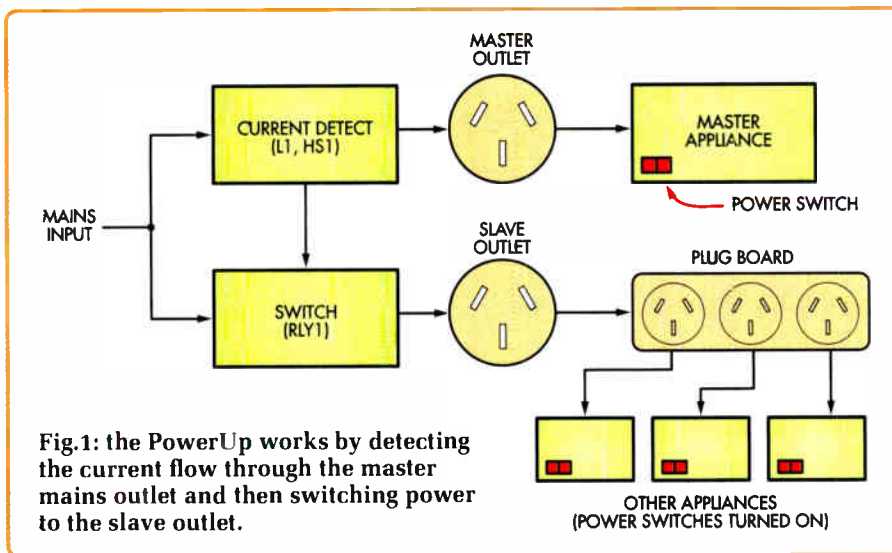 MASTER
OUTLET
CURRENT DETECT
(L1, HS1)
MASTER
APPLIANCE
POWER SWITCH
MAINS
INPUT
SLAVE
OUTLET
PLUG BOARD
SWITCH
(RLY1)
Fig.1: the PowerUp works by detecting
the current flow through the master
mains outlet and then switching power
to the slave outlet.
OTHER APPLIANCES
(POWER SWITCHES TURNED ON)